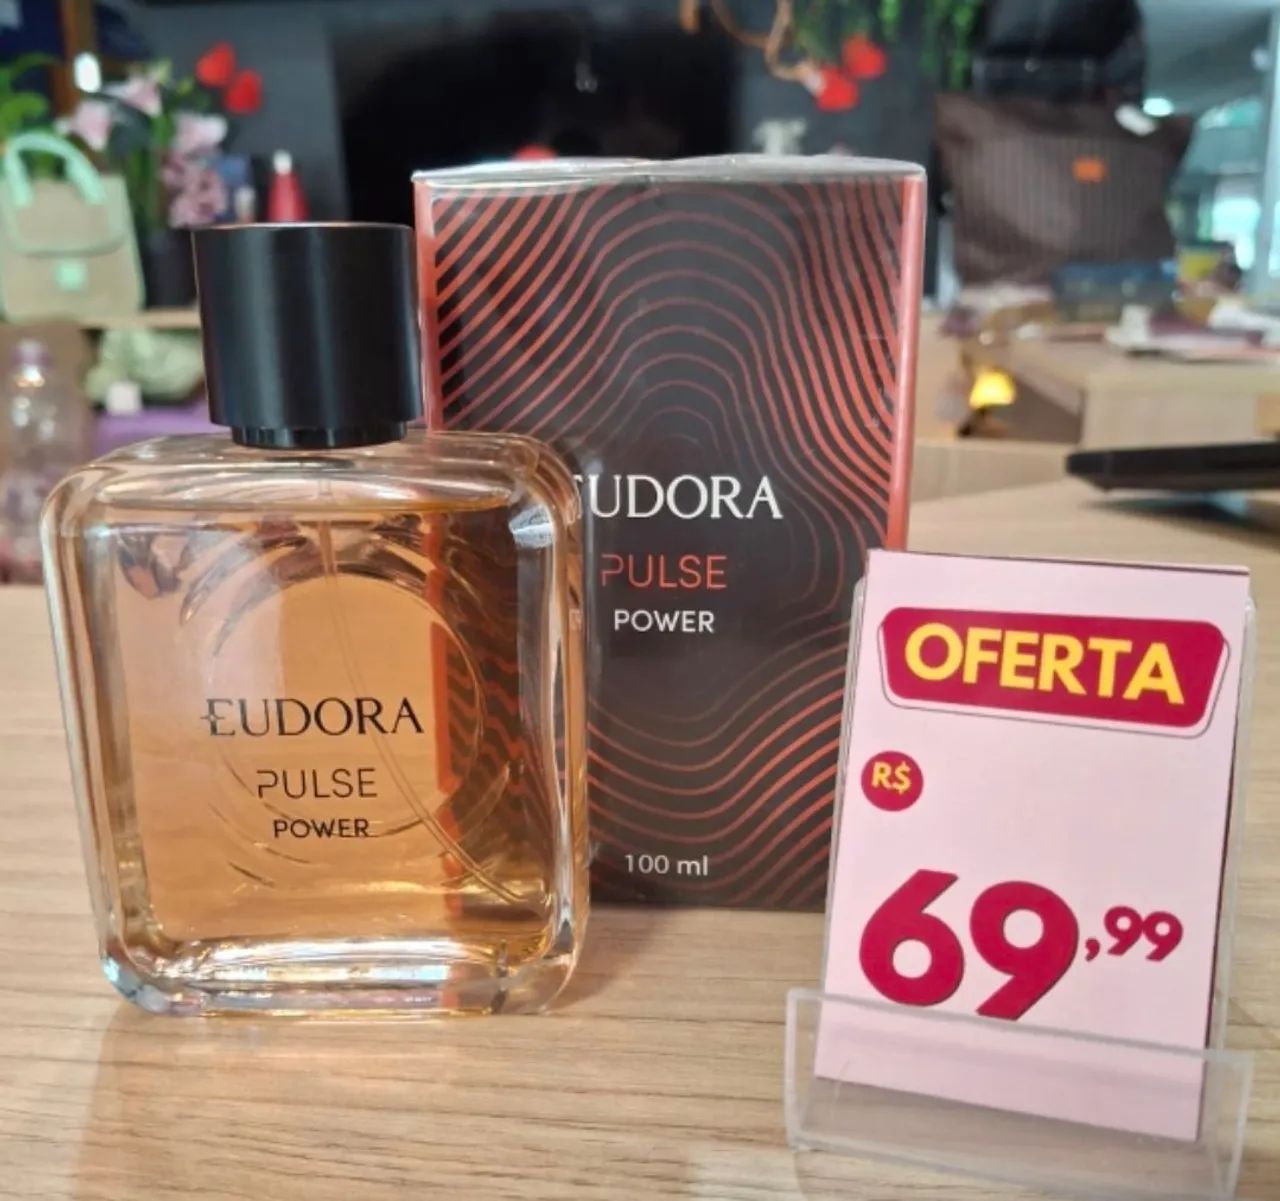 EUDORA
PULSE
POWER
100 ml
EUDORA
PULSE
POWER
OFERTA
R$
69,99